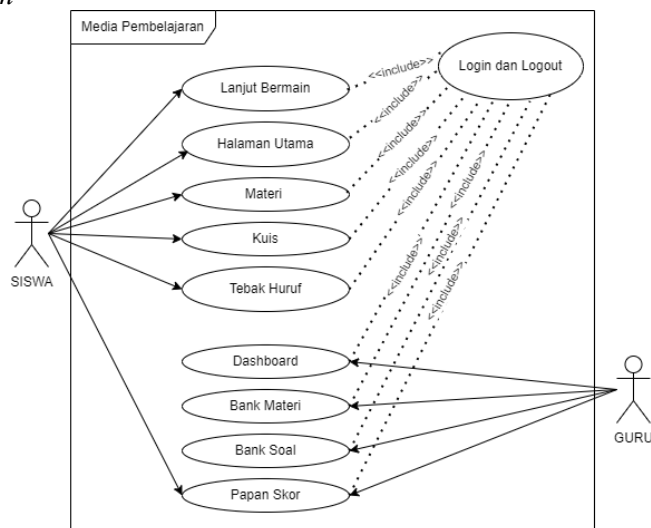 n
Media Pembelajaran
Login dan Logout
Lanjut Bermain
<<include>>
Halaman Utama
<<include>>
Materi
<<include>>
Kuis
<<include>>
Tebak Huruf
<<include>>
<<include>>
<<include>>
<<include>>
<<include>>
SISWA
Dashboard
Bank Materi
Bank Soal
Papan Skor
GURU